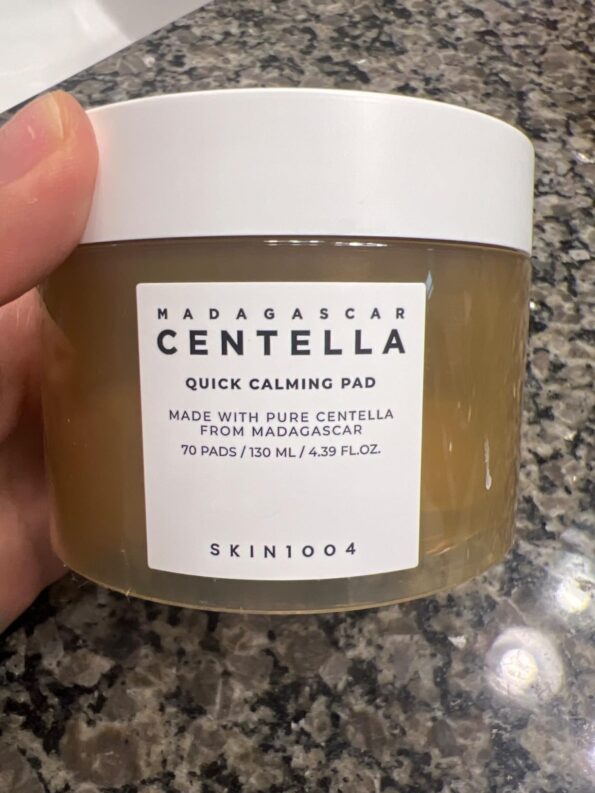 MADAGASCAR
CENTELLA
QUICK CALMING PAD
MADE WITH PURE CENTELLA
FROM MADAGASCAR
70 PADS / 130 ML / 4.39 FL.OZ.
SKIN1004